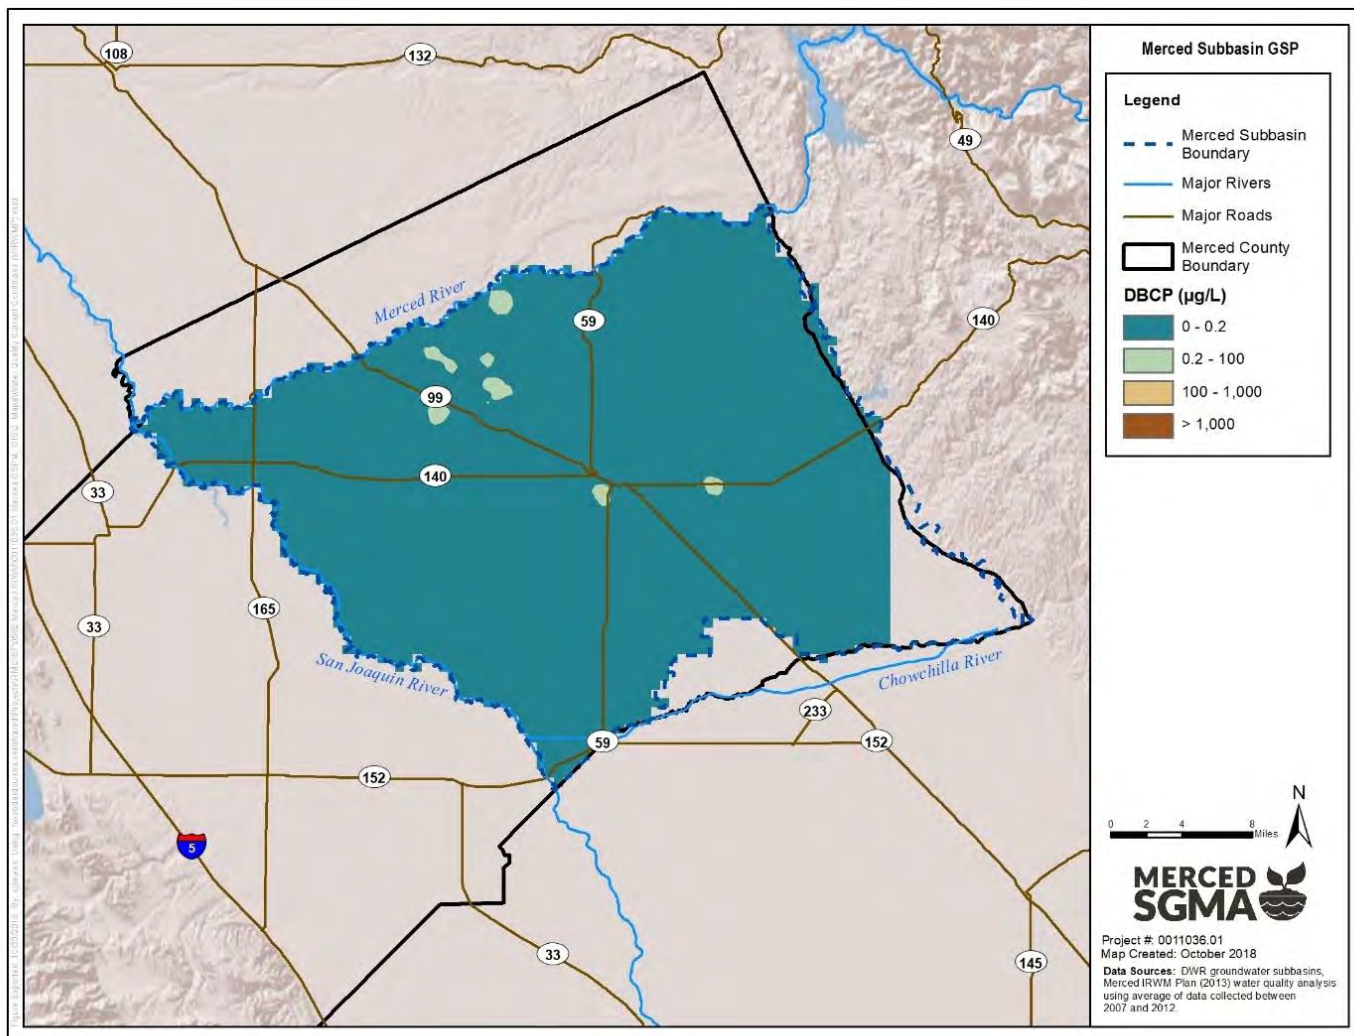 Merced Subbasin GSP
Legend
Merced Subbasin
Boundary
Major Rivers
Major Roads
Merced County
Boundary
DBCP (µg/L)
0 - 0.2
0.2 - 100
100 - 1,000
> 1,000
108
132
49
Merced River
59
140
99
140
33
165
33
San Joaquin River
Chowchilla River
233
59
152
152
5
33
145
0 2 4 8
Miles
N
MERCED
SGMA
Project #: 0011036.01
Map Created: October 2018
Data Sources: DWR groundwater subbasins,
Merced IRWM Plan (2013) water quality analysis
using average of data collected between
2007 and 2012.